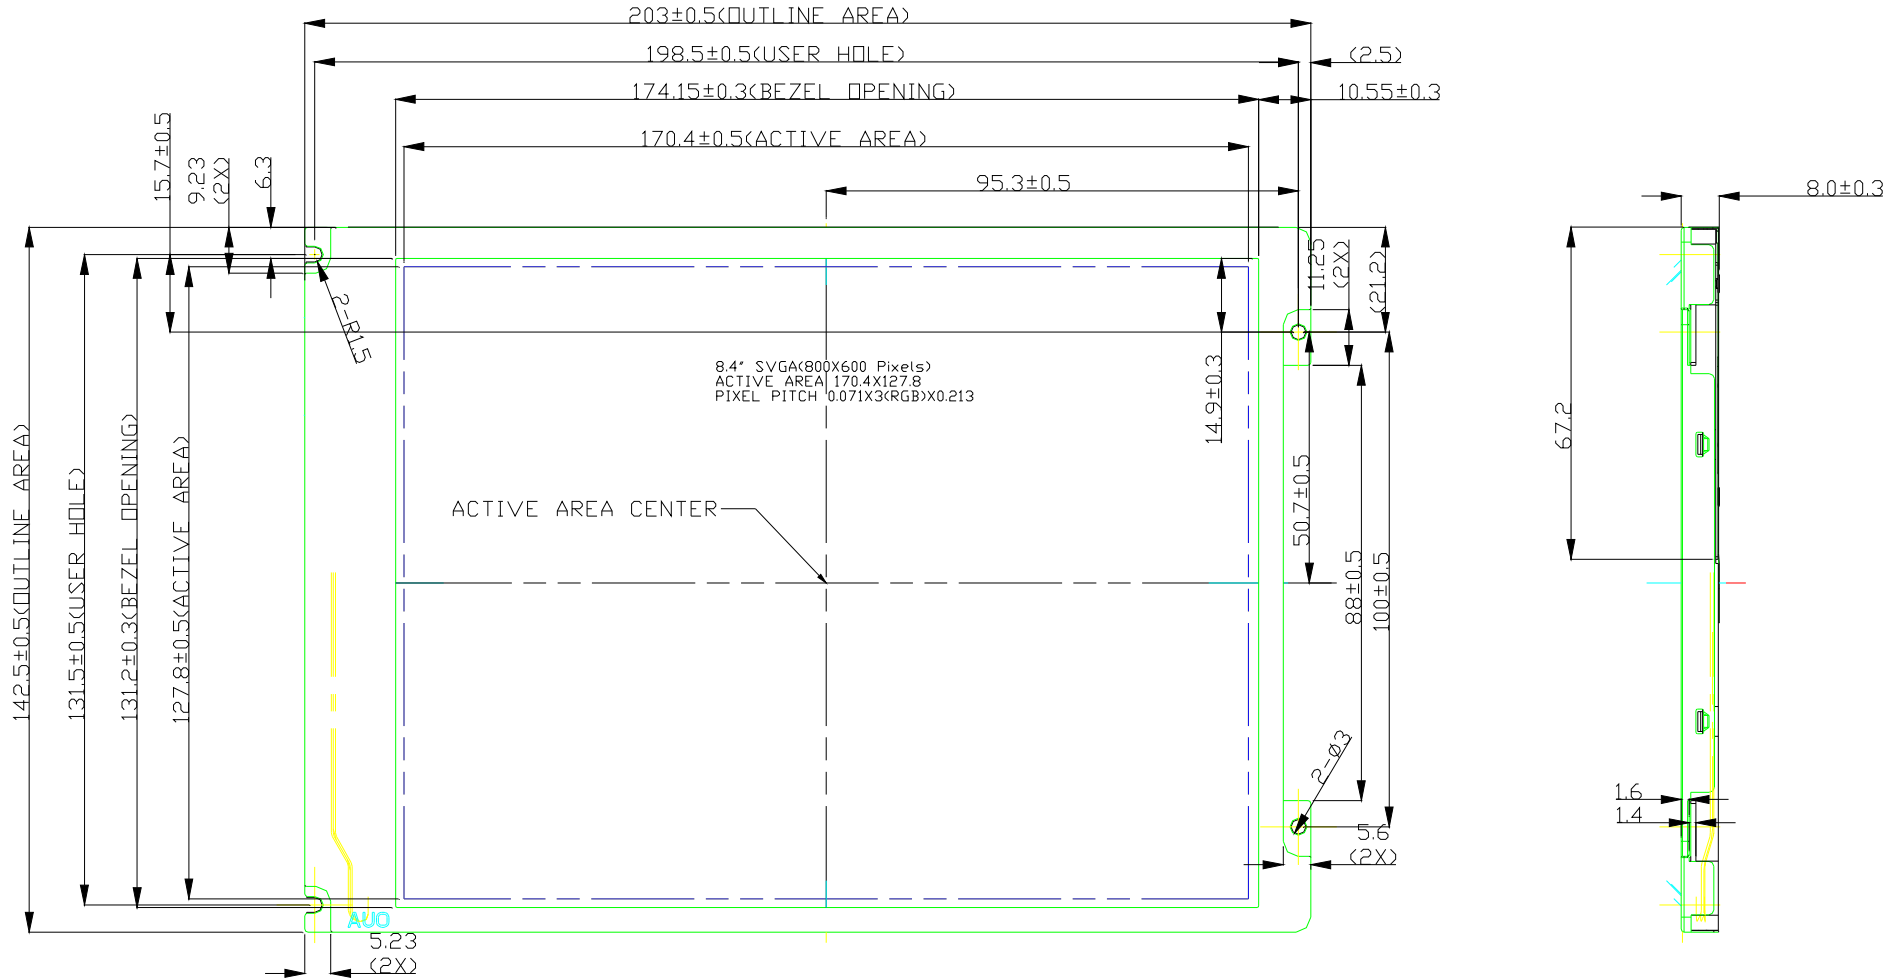 203±0.5(OUTLINE AREA)
198.5±0.5(USER HOLE)
(2.5)
174.15±0.3(BEZEL OPENING)
10.55±0.3
170.4±0.5(ACTIVE AREA)
95.3±0.5
15.7±0.5
9.23
(2X)
6.3
8.0±0.3
2-R1.5
11.25
(2X)
(21.2)
8.4" SVGA(800X600 Pixels)
ACTIVE AREA 170.4X127.8
PIXEL PITCH 0.071X3(RGB)X0.213
14.9±0.3
67.2
ACTIVE AREA CENTER
50.7±0.5
88±0.5
100±0.5
142.5±0.5(OUTLINE AREA)
131.5±0.5(USER HOLE)
131.2±0.3(BEZEL OPENING)
127.8±0.5(ACTIVE AREA)
2-Ø3
1.6
1.4
5.6
(2X)
AUO
5.23
(2X)